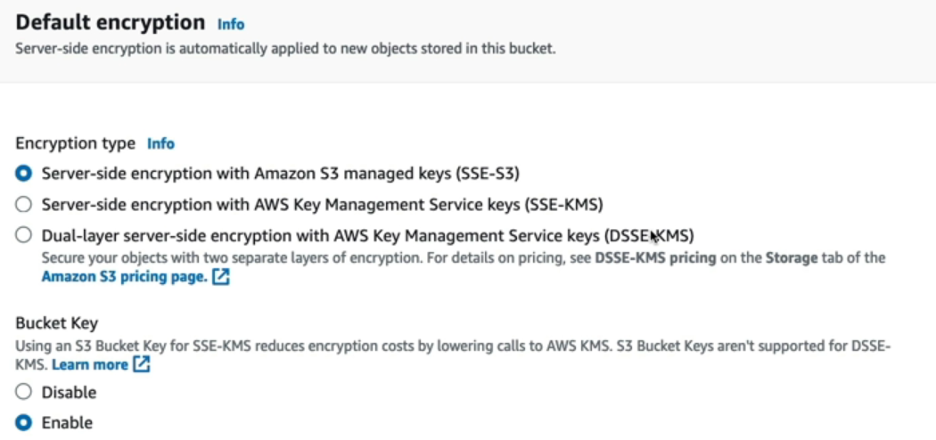 Default encryption Info
Server-side encryption is automatically applied to new objects stored in this bucket.
Encryption type Info
Server-side encryption with Amazon S3 managed keys (SSE-S3)
Server-side encryption with AWS Key Management Service keys (SSE-KMS)
Dual-layer server-side encryption with AWS Key Management Service keys (DSSE-KMS)
Secure your objects with two separate layers of encryption. For details on pricing, see DSSE-KMS pricing on the Storage tab of the
Amazon S3 pricing page.
Bucket Key
Using an S3 Bucket Key for SSE-KMS reduces encryption costs by lowering calls to AWS KMS. S3 Bucket Keys aren't supported for DSSE-
KMS. Learn more
Disable
Enable